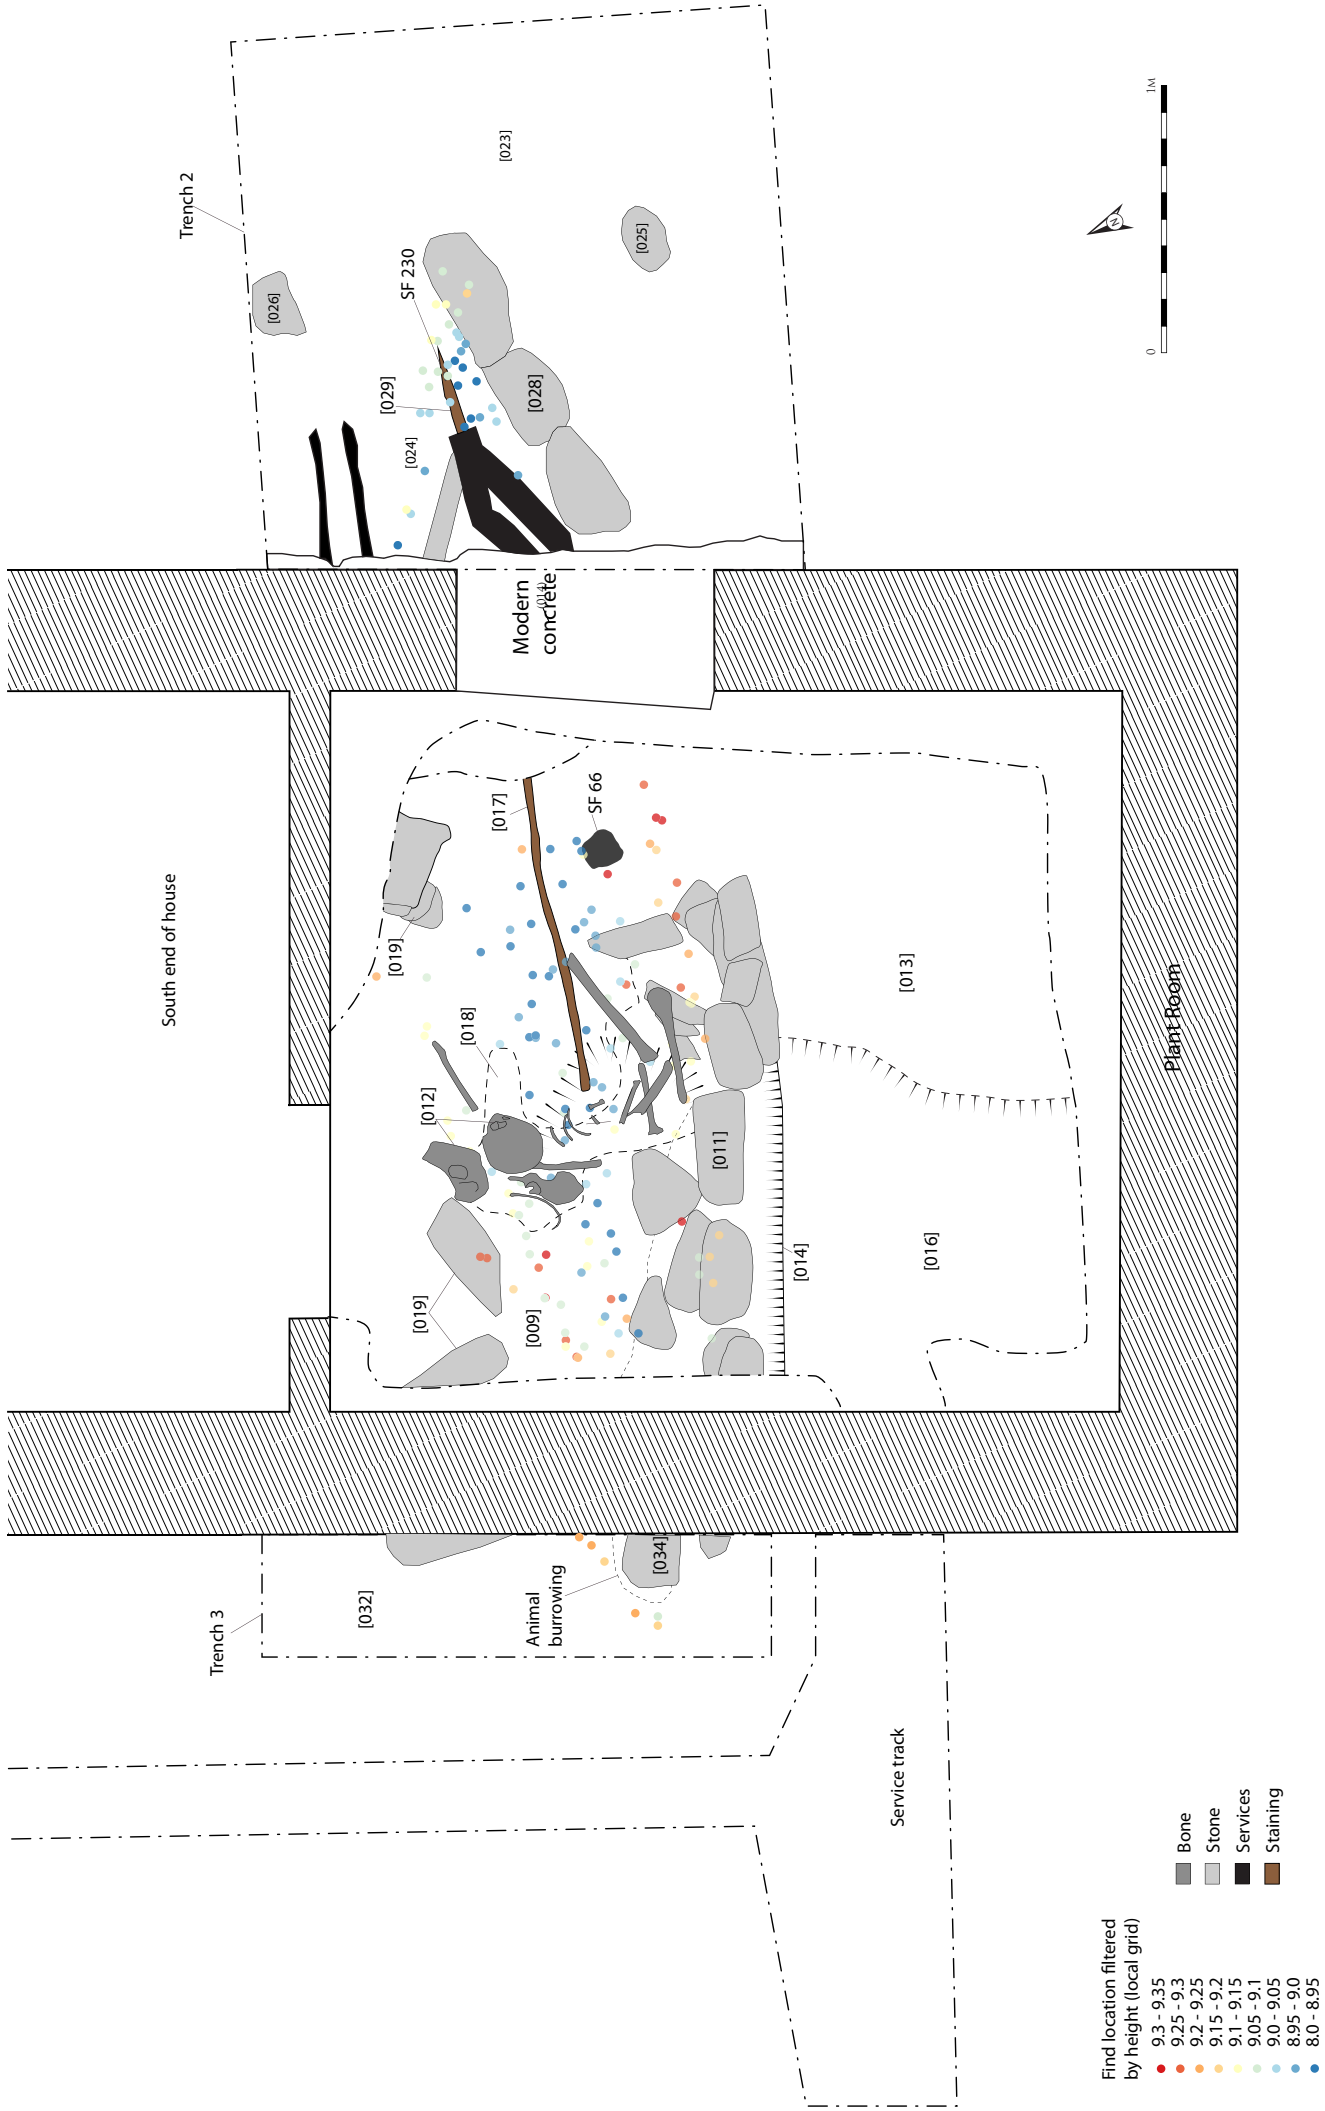 Trench 2
[023]
[026]
[025]
SF 230
[029]
[028]
[024]
1M
0
N
Modern
concrete
(014)
South end of house
[017]
SF 66
[019]
[018]
[012]
[013]
[011]
[014]
[016]
[019]
[009]
Plant Room
Trench 3
[032]
Animal
burrowing
[034]
Service track
Bone
Stone
Services
Staining
Find location filtered
by height (local grid)
9.3 - 9.35
9.25 - 9.3
9.2 - 9.25
9.15 - 9.2
9.1 - 9.15
9.05 - 9.1
9.0 - 9.05
8.95 - 9.0
8.0 - 8.95